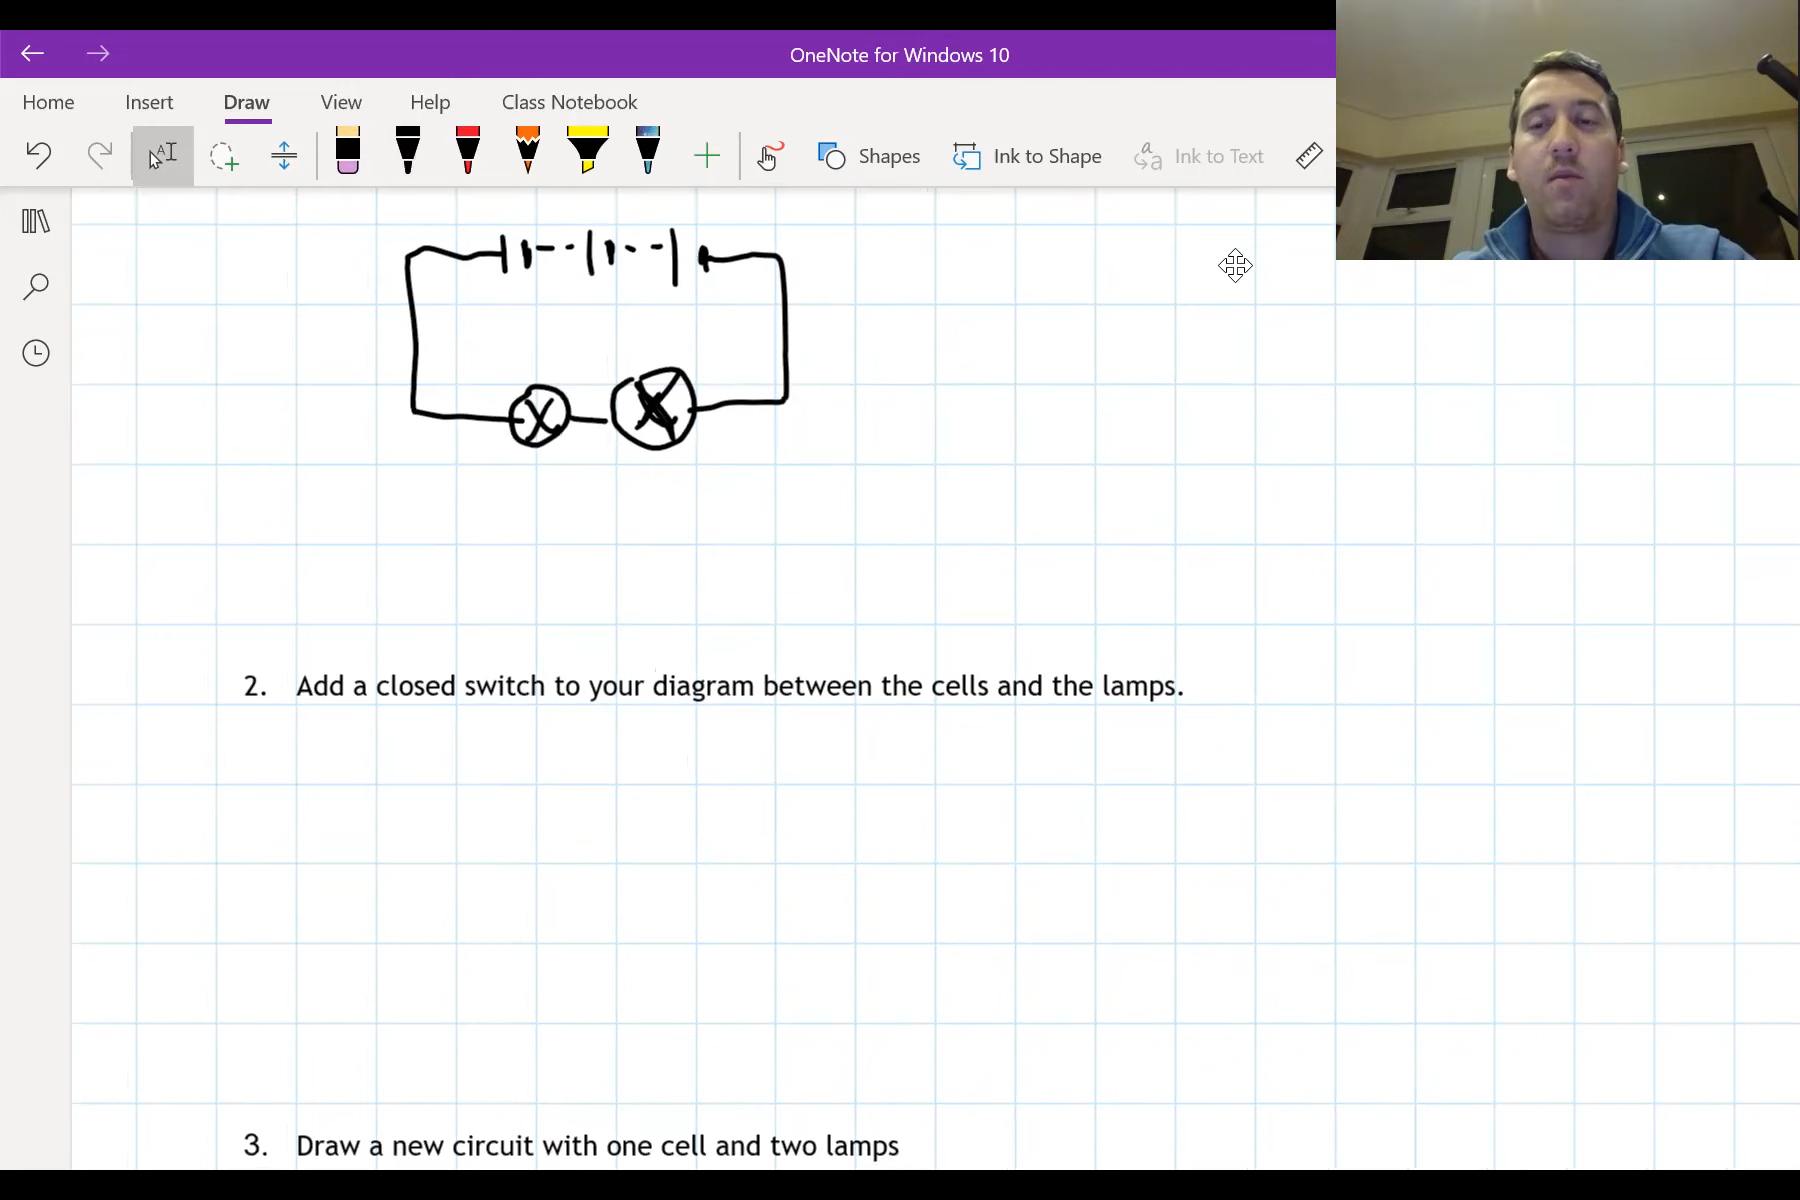 OneNote for Windows 10
Home Insert Draw View Help Class Notebook
Shapes Ink to Shape Ink to Text
2. Add a closed switch to your diagram between the cells and the lamps.
3. Draw a new circuit with one cell and two lamps